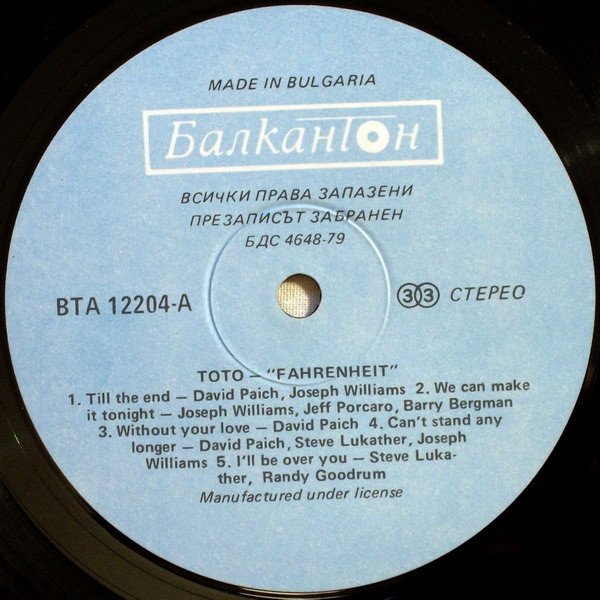 MADE IN BULGARIA
Балкантон
ВСИЧКИ ПРАВА ЗАПАЗЕНИ
ПРЕЗАПИСЪТ ЗАБРАНЕН
БДС 4648-79
ВТА 12204-А
33 СТЕРЕО
TOTO – “FAHRENHEIT”
1. Till the end – David Paich, Joseph Williams 2. We can make
it tonight – Joseph Williams, Jeff Porcaro, Barry Bergman
3. Without your love – David Paich 4. Can't stand any
longer – David Paich, Steve Lukather, Joseph
Williams 5. I'll be over you – Steve Luka-
ther, Randy Goodrum
Manufactured under license